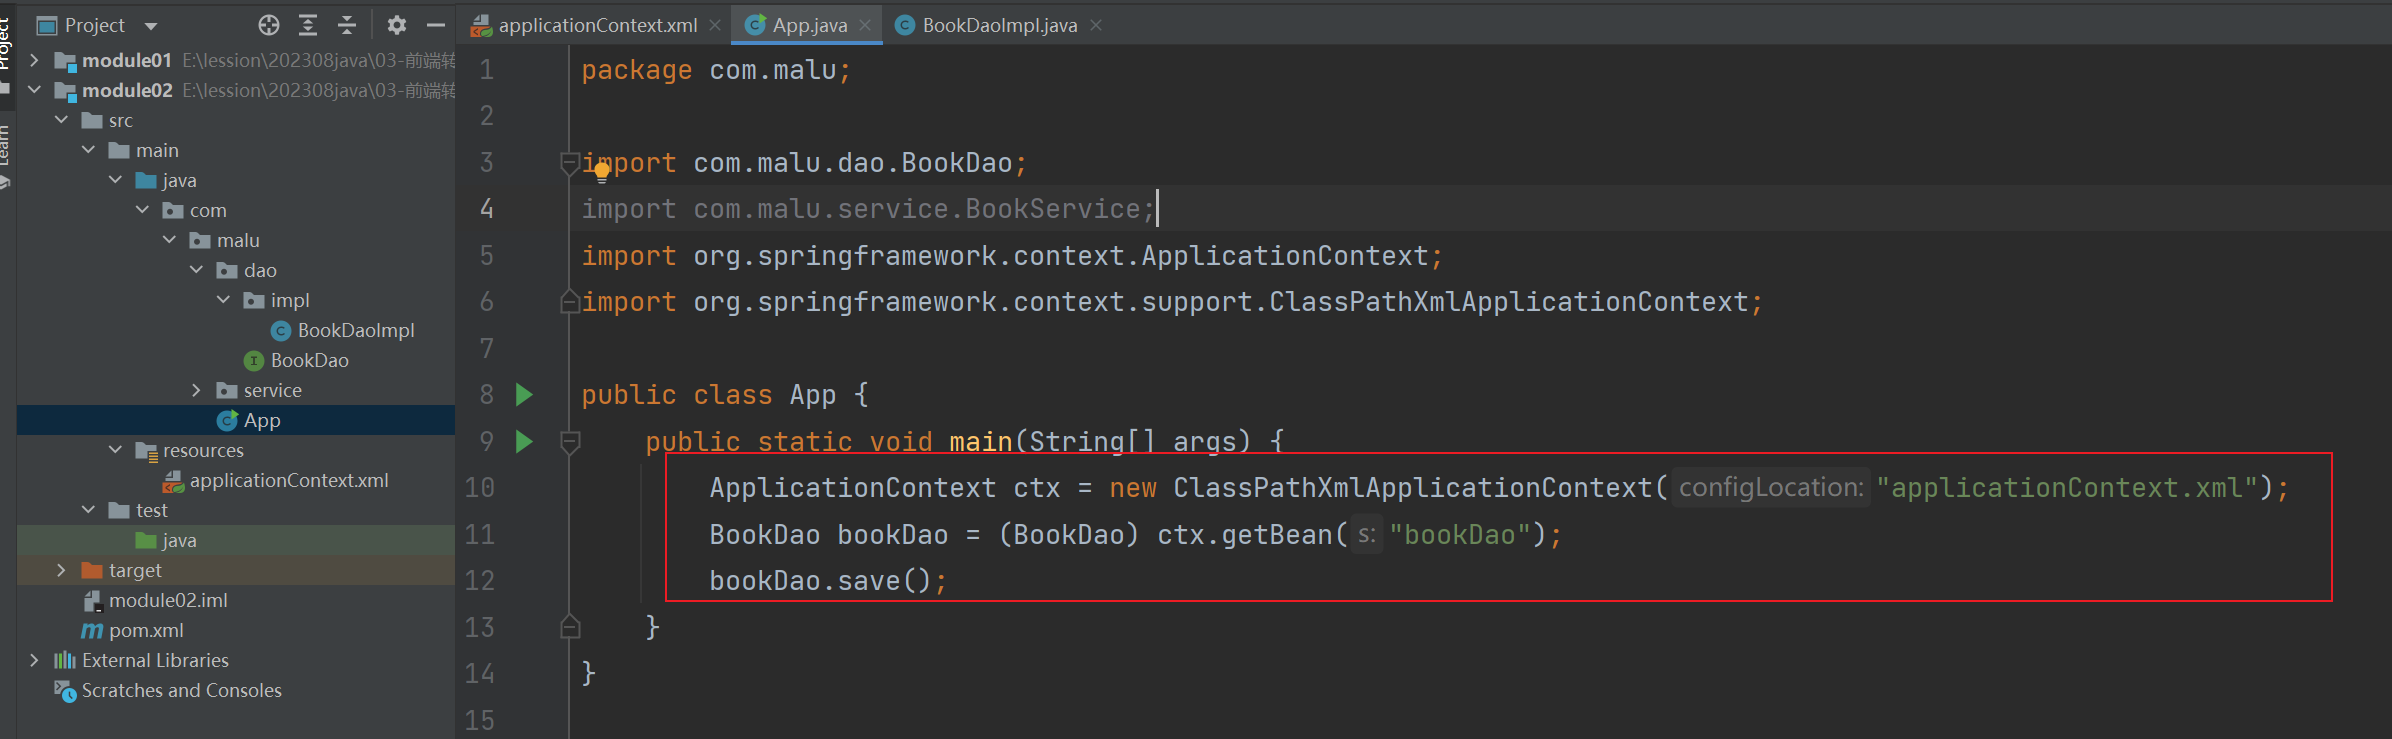 Project
applicationContext.xml
App.java
BookDaoImpl.java
Project
Learn
module01 E:\lession\202308java\03-前端转
module02 E:\lession\202308java\03-前端转
src
main
java
com
malu
dao
impl
BookDaoImpl
BookDao
service
App
resources
applicationContext.xml
test
java
target
module02.iml
pom.xml
External Libraries
Scratches and Consoles
1 package com.malu;
2
3 import com.malu.dao.BookDao;
4 import com.malu.service.BookService;
5 import org.springframework.context.ApplicationContext;
6 import org.springframework.context.support.ClassPathXmlApplicationContext;
7
8 public class App {
9 public static void main(String[] args) {
10 ApplicationContext ctx = new ClassPathXmlApplicationContext( configLocation: "applicationContext.xml");
11 BookDao bookDao = (BookDao) ctx.getBean( s: "bookDao");
12 bookDao.save();
13 }
14 }
15